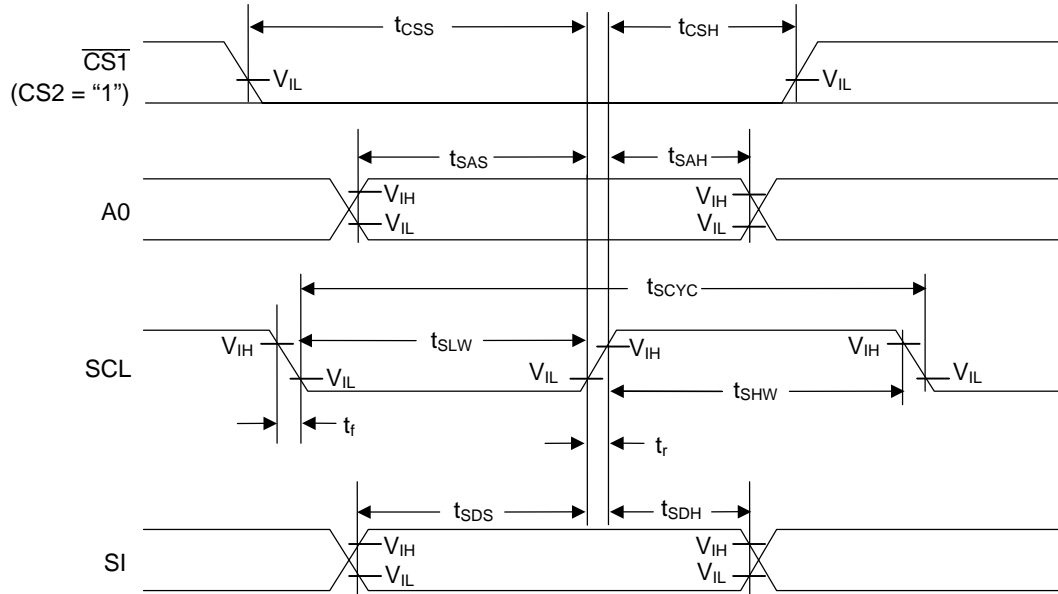 tCSS
tCSH
CS1
(CS2 = “1”)
VIL
VIL
tSAS
tSAH
A0
VIH
VIH
VIL
VIL
tSCYC
tSLW
SCL
VIH
VIH
VIH
VIL
VIL
VIL
tSHW
tf
tr
tSDS
tSDH
SI
VIH
VIH
VIL
VIL